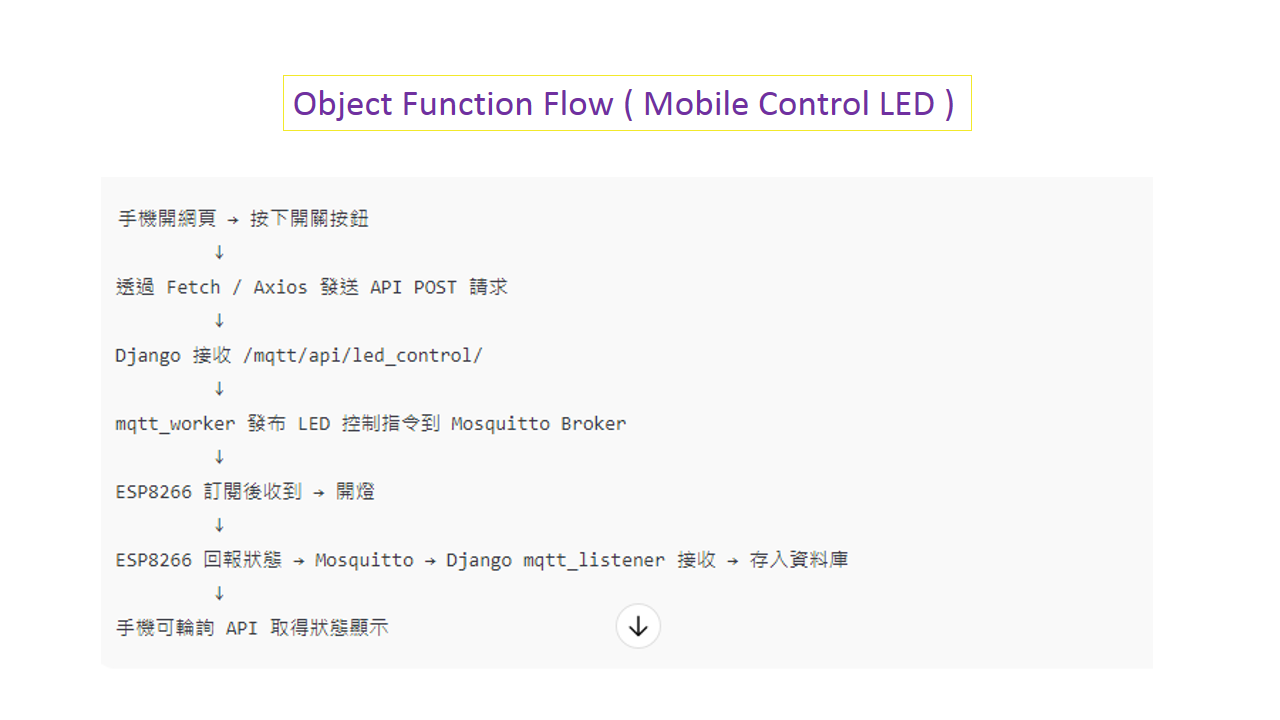 Object Function Flow ( Mobile Control LED )
手機開網頁 → 按下開關按鈕
↓
透過 Fetch / Axios 發送 API POST 請求
↓
Django 接收 /mqtt/api/led_control/
↓
mqtt_worker 發布 LED 控制指令到 Mosquitto Broker
↓
ESP8266 訂閱後收到 → 開燈
↓
ESP8266 回報狀態 → Mosquitto → Django mqtt_listener 接收 → 存入資料庫
↓
手機可輪詢 API 取得狀態顯示